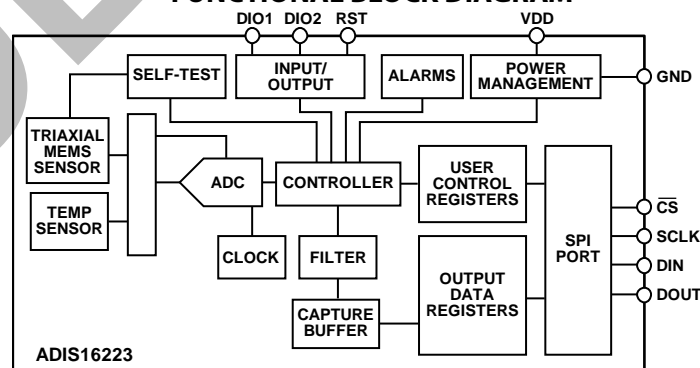 FUNCTIONAL BLOCK DIAGRAM
DIO1 DIO2 RST VDD
SELF-TEST
INPUT/
OUTPUT
ALARMS
POWER
MANAGEMENT
GND
TRIAXIAL
MEMS
SENSOR
TEMP
SENSOR
ADC
CONTROLLER
USER
CONTROL
REGISTERS
CLOCK
FILTER
CAPTURE
BUFFER
OUTPUT
DATA
REGISTERS
SPI
PORT
CS
SCLK
DIN
DOUT
ADIS16223